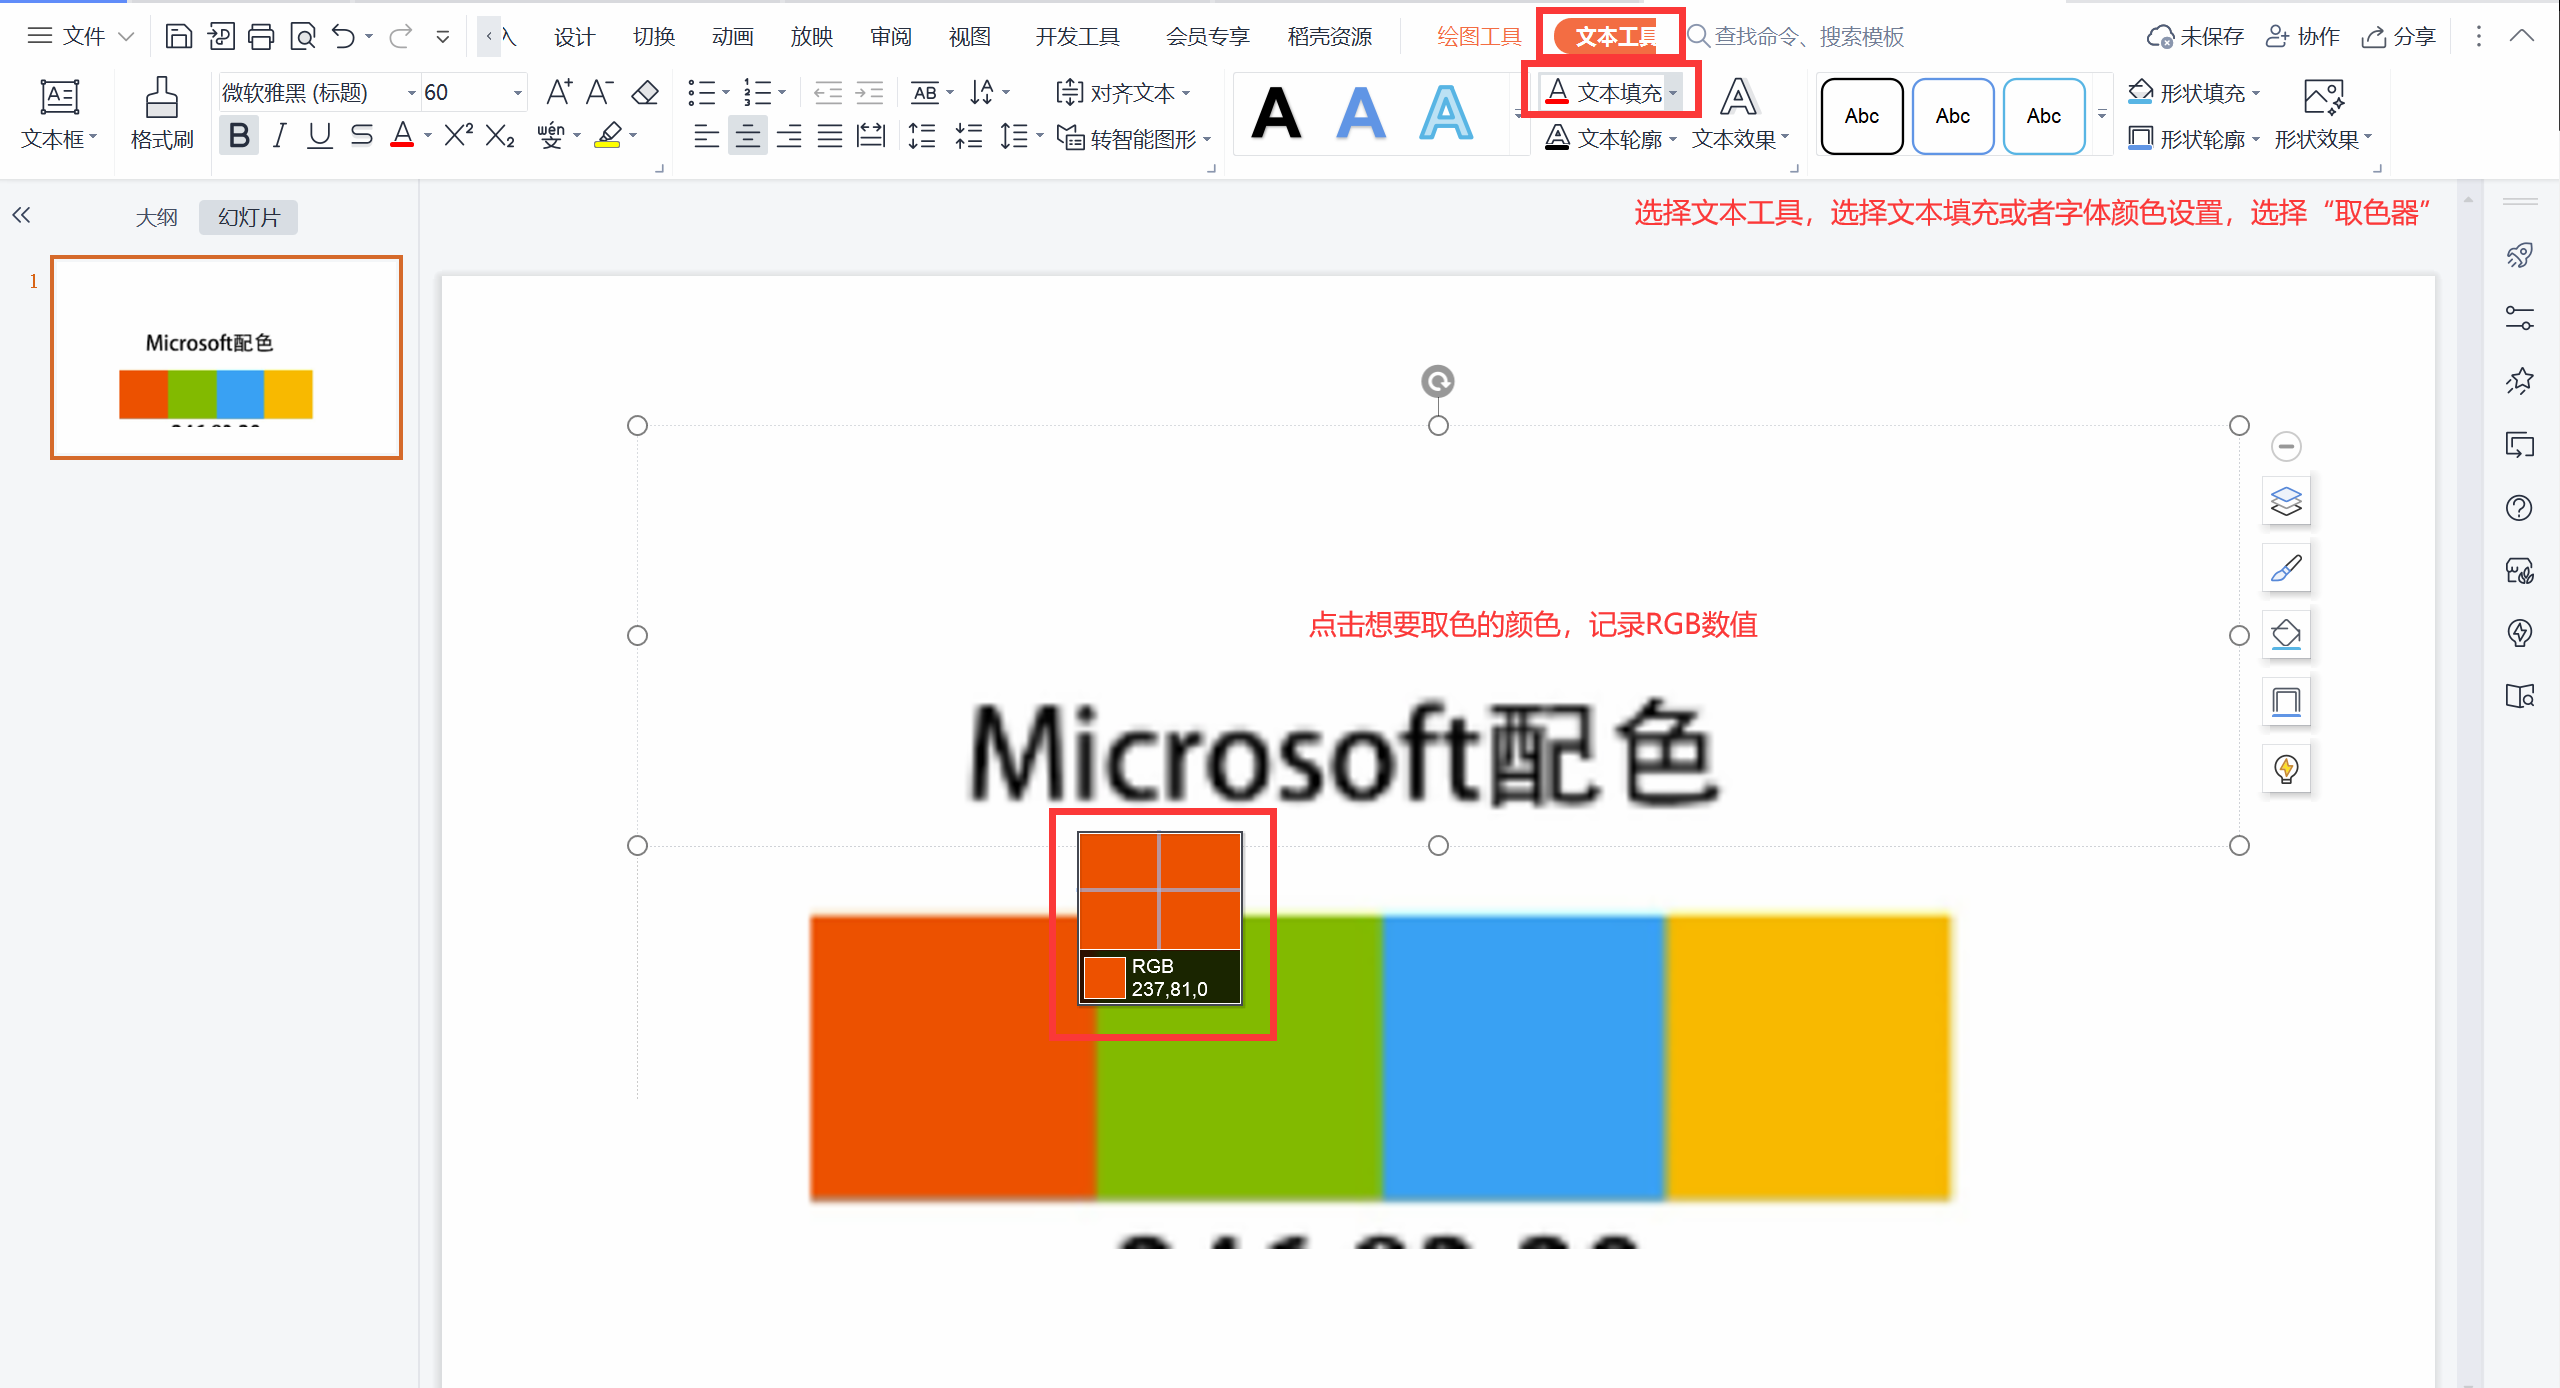 文件
设计 切换 动画 放映 审阅 视图 开发工具 会员专享 稻壳资源 绘图工具 文本工具 查找命令、搜索模板 未保存 协作 分享
文本框 格式刷
微软雅黑 (标题) 60
B I U S A X² X₂ wén 变
AB 对齐文本
转智能图形
A A A
文本填充
文本轮廓
文本效果
Abc Abc Abc
形状填充
形状轮廓
形状效果
大纲 幻灯片
选择文本工具，选择文本填充或者字体颜色设置，选择“取色器”
1
Microsoft配色
点击想要取色的颜色，记录RGB数值
Microsoft配色
RGB
237,81,0